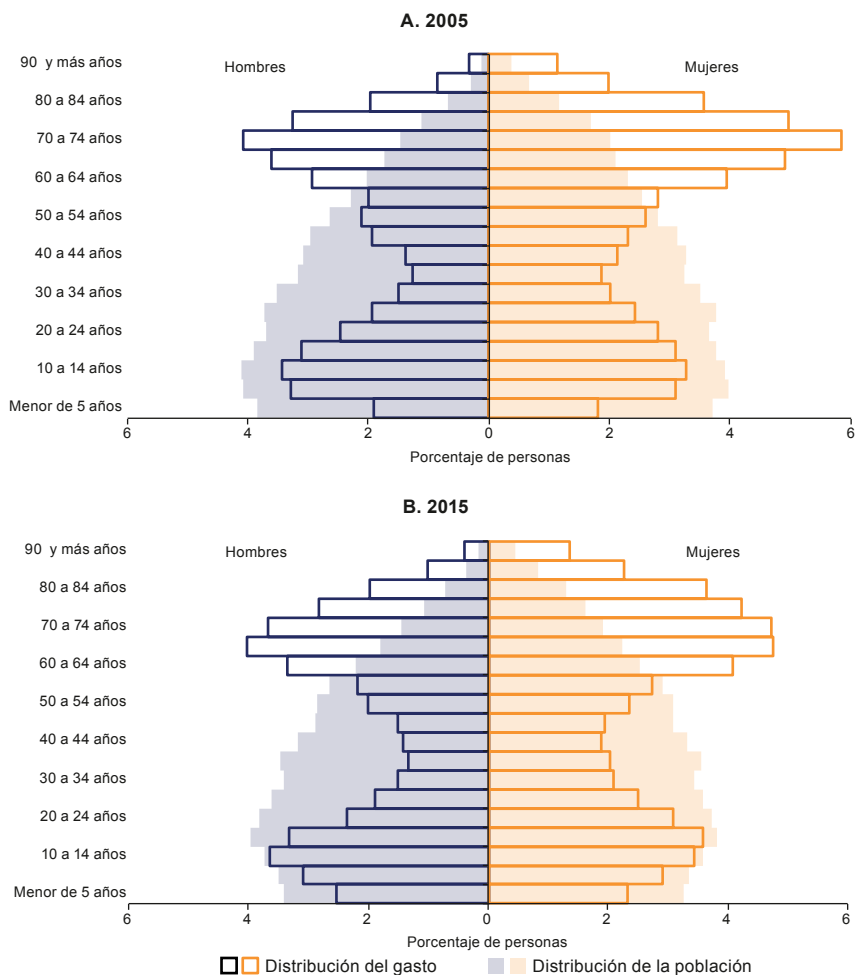 A. 2005
Hombres
Mujeres
90 y más años
80 a 84 años
70 a 74 años
60 a 64 años
50 a 54 años
40 a 44 años
30 a 34 años
20 a 24 años
10 a 14 años
Menor de 5 años
6 4 2 0 2 4 6
Porcentaje de personas
B. 2015
Hombres
Mujeres
90 y más años
80 a 84 años
70 a 74 años
60 a 64 años
50 a 54 años
40 a 44 años
30 a 34 años
20 a 24 años
10 a 14 años
Menor de 5 años
6 4 2 0 2 4 6
Porcentaje de personas
Distribución del gasto Distribución de la población